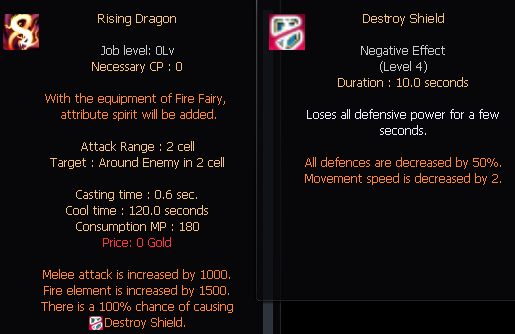 Rising Dragon
Job level: 0Lv
Necessary CP : 0
With the equipment of Fire Fairy,
attribute spirit will be added.
Attack Range : 2 cell
Target : Around Enemy in 2 cell
Casting time : 0.6 sec.
Cool time : 120.0 seconds
Consumption MP : 180
Price: 0 Gold
Melee attack is increased by 1000.
Fire element is increased by 1500.
There is a 100% chance of causing
Destroy Shield.
Destroy Shield
Negative Effect
(Level 4)
Duration : 10.0 seconds
Loses all defensive power for a few
seconds.
All defences are decreased by 50%.
Movement speed is decreased by 2.